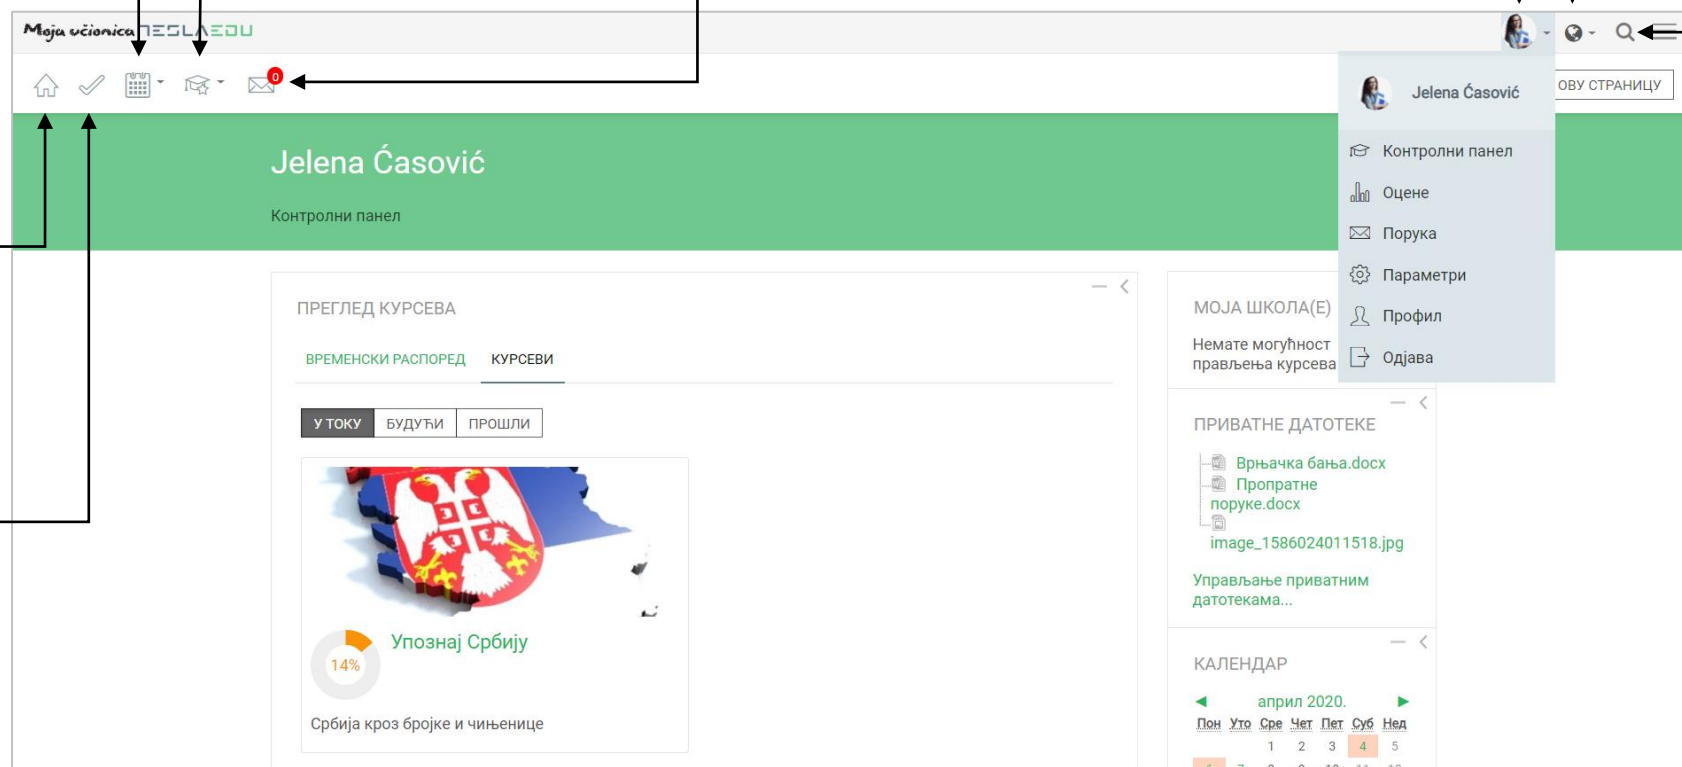 Moja učionica TESLAEDU
0
ОВУ СТРАНИЦУ
Jelena Ćasović
Контролни панел
Оцене
Порука
Параметри
Профил
Одјава
Jelena Ćasović
Контролни панел
ПРЕГЛЕД КУРСЕВА
ВРЕМЕНСКИ РАСПОРЕД КУРСЕВИ
У ТОКУ БУДУЋИ ПРОШЛИ
14%
Упознај Србију
Србија кроз бројке и чињенице
МОЈА ШКОЛА(Е)
Немате могућност
прављења курсева
ПРИВАТНЕ ДАТОТЕКЕ
Врњачка бања.docx
Пропратне
поруке.docx
image_1586024011518.jpg
Управљање приватним
датотекама...
КАЛЕНДАР
◄ април 2020. ►
Пон Уто Сре Чет Пет Суб Нед
1 2 3 4 5